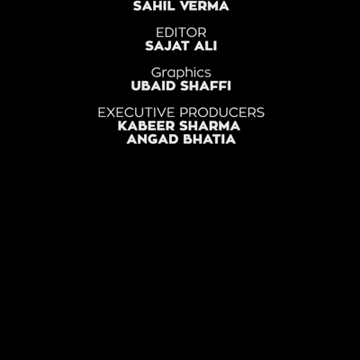 SAHIL VERMA
EDITOR
SAJAT ALI
Graphics
UBAID SHAFFI
EXECUTIVE PRODUCERS
KABEER SHARMA
ANGAD BHATIA